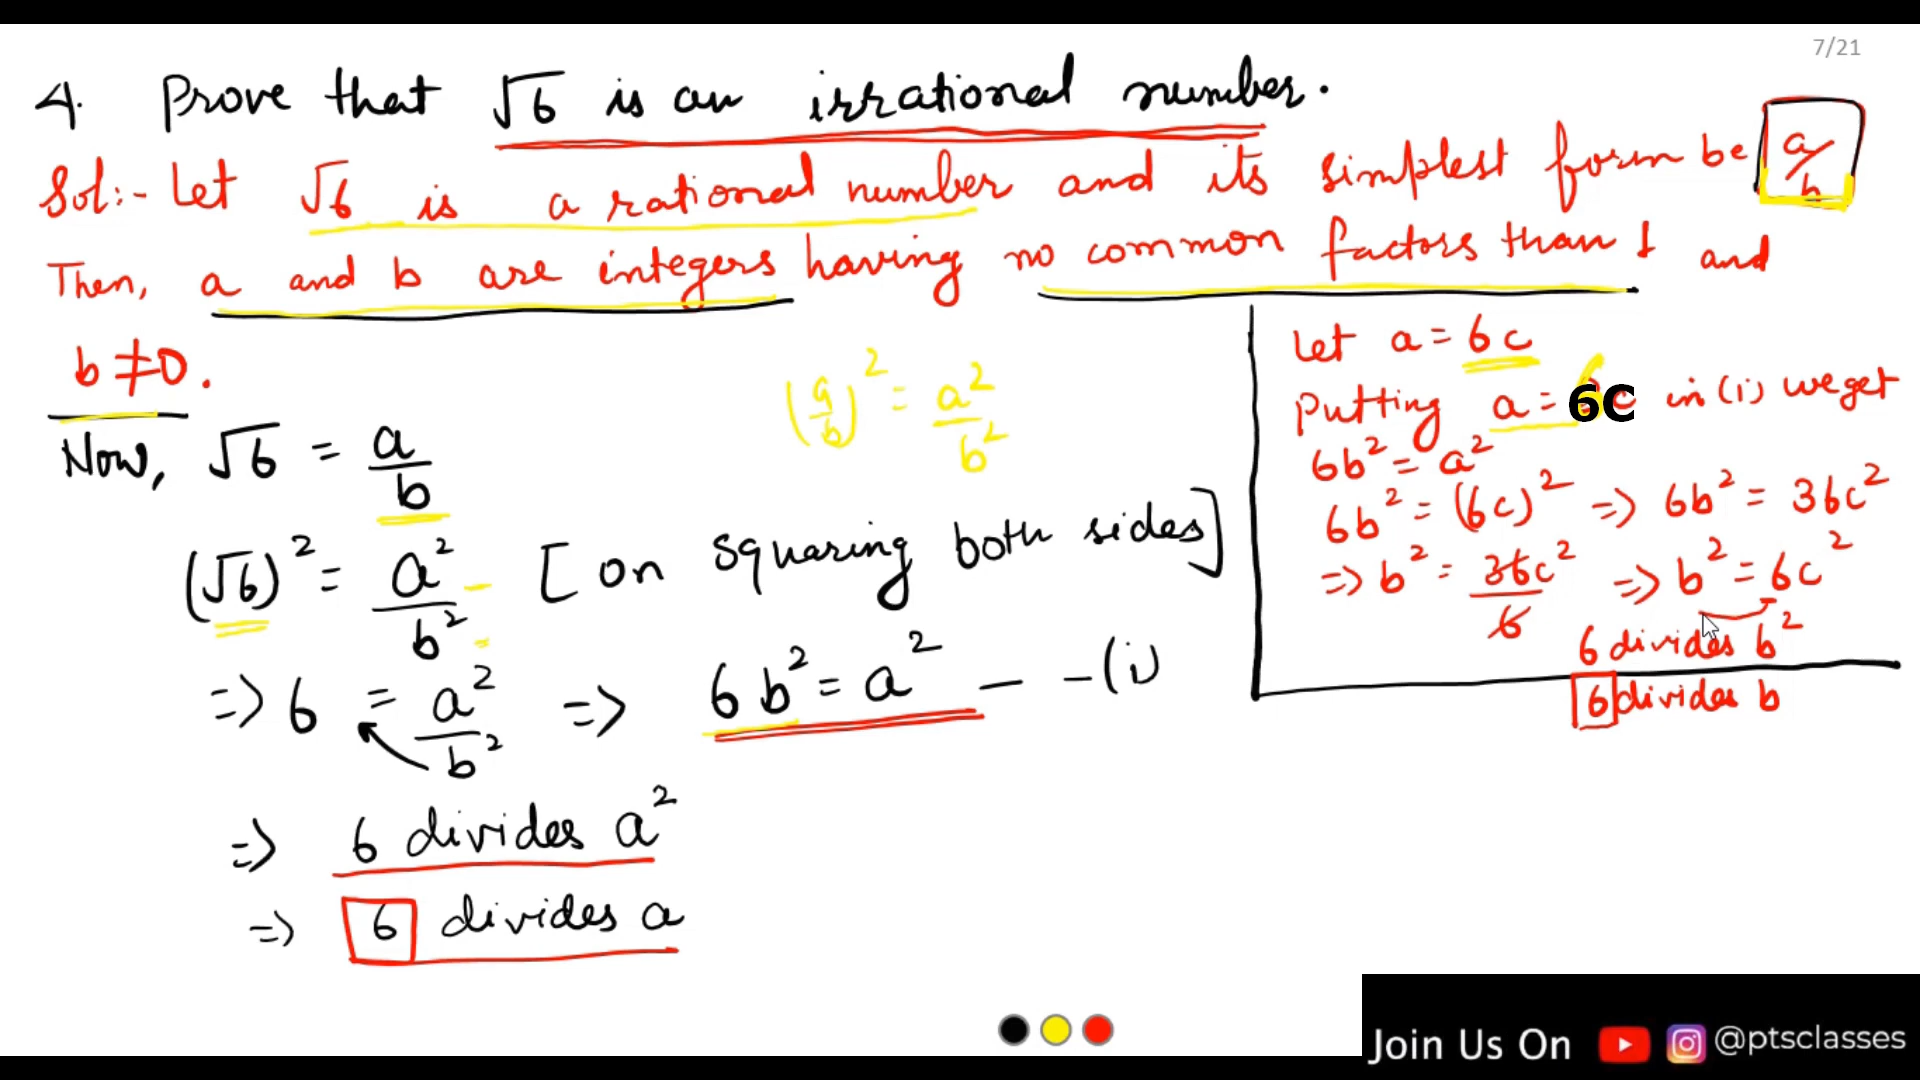 7/21
4. Prove that √6 is an irrational number.
Sol:- Let √6 is a rational number and its simplest form be a/b
Then, a and b are integers having no common factors than 1 and
b ≠ 0.
Now, √6 = a/b
(a/b)² = a²/b²
(√6)² = a²/b² [on squaring both sides]
=> 6 = a²/b² => 6b² = a² - - (i)
=> 6 divides a²
=> 6 divides a
Let a = 6c
Putting a = 6C in (i) we get
6b² = a²
6b² = (6c)² => 6b² = 36c²
=> b² = 36c²/6 => b² = 6c²
6 divides b²
6 divides b
Join Us On @ptsclasses